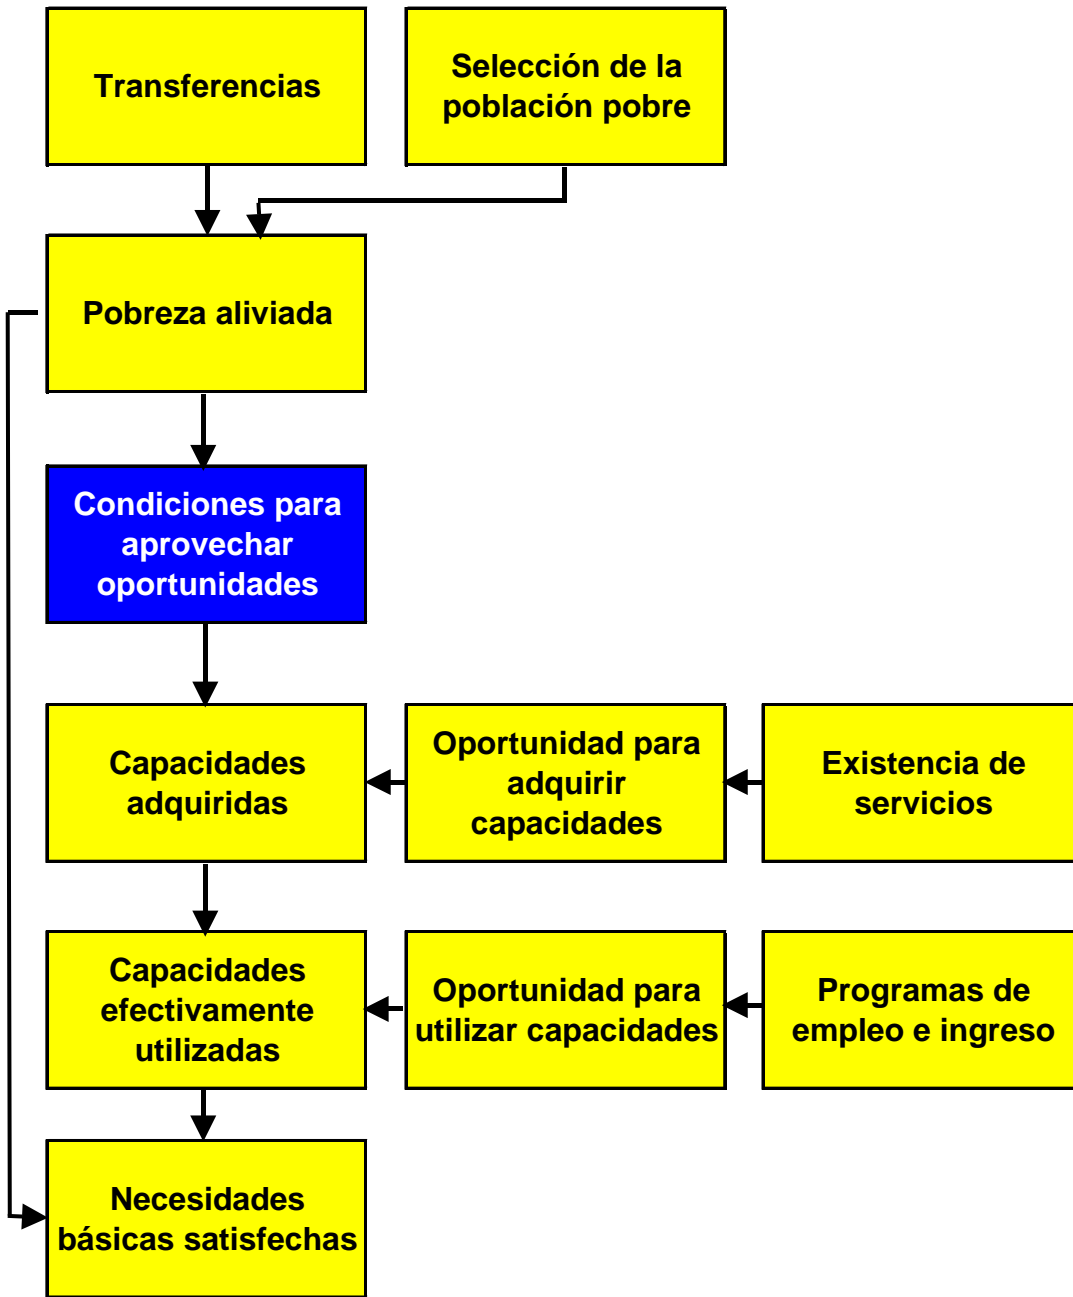 Transferencias
Selección de la
población pobre
Pobreza aliviada
Condiciones para
aprovechar
oportunidades
Capacidades
adquiridas
Oportunidad para
adquirir
capacidades
Existencia de
servicios
Capacidades
efectivamente
utilizadas
Oportunidad para
utilizar capacidades
Programas de
empleo e ingreso
Necesidades
básicas satisfechas